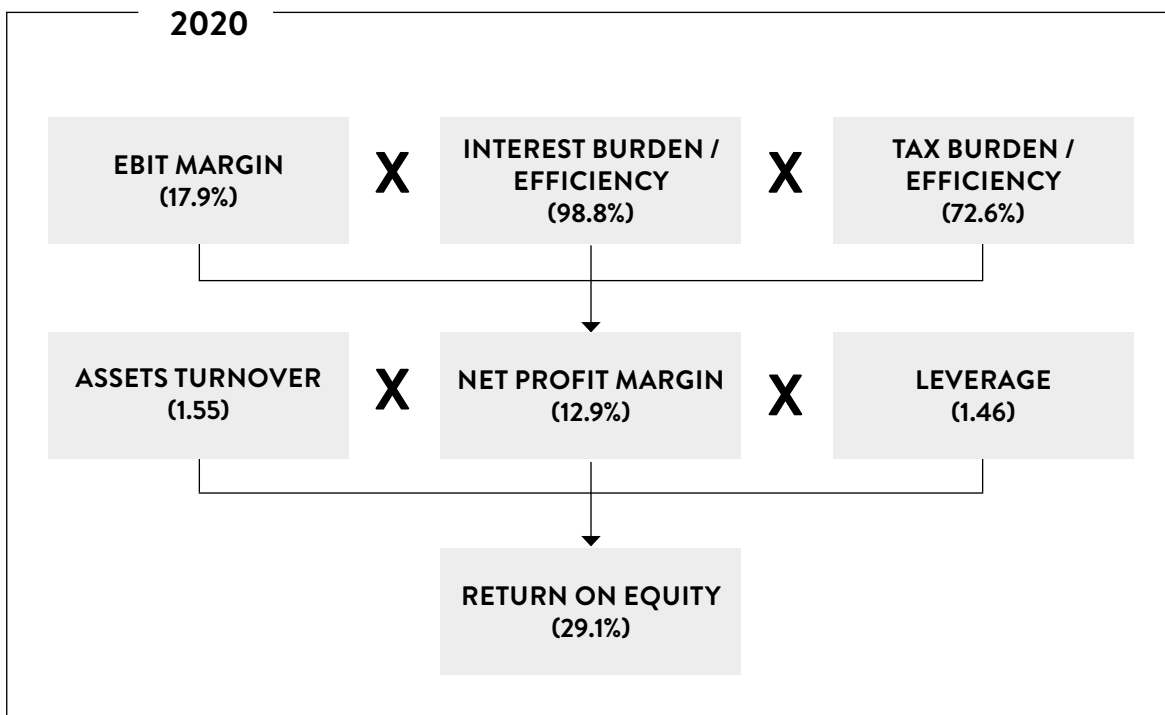 2020
EBIT MARGIN
(17.9%)
X
INTEREST BURDEN /
EFFICIENCY
(98.8%)
X
TAX BURDEN /
EFFICIENCY
(72.6%)
ASSETS TURNOVER
(1.55)
X
NET PROFIT MARGIN
(12.9%)
X
LEVERAGE
(1.46)
RETURN ON EQUITY
(29.1%)